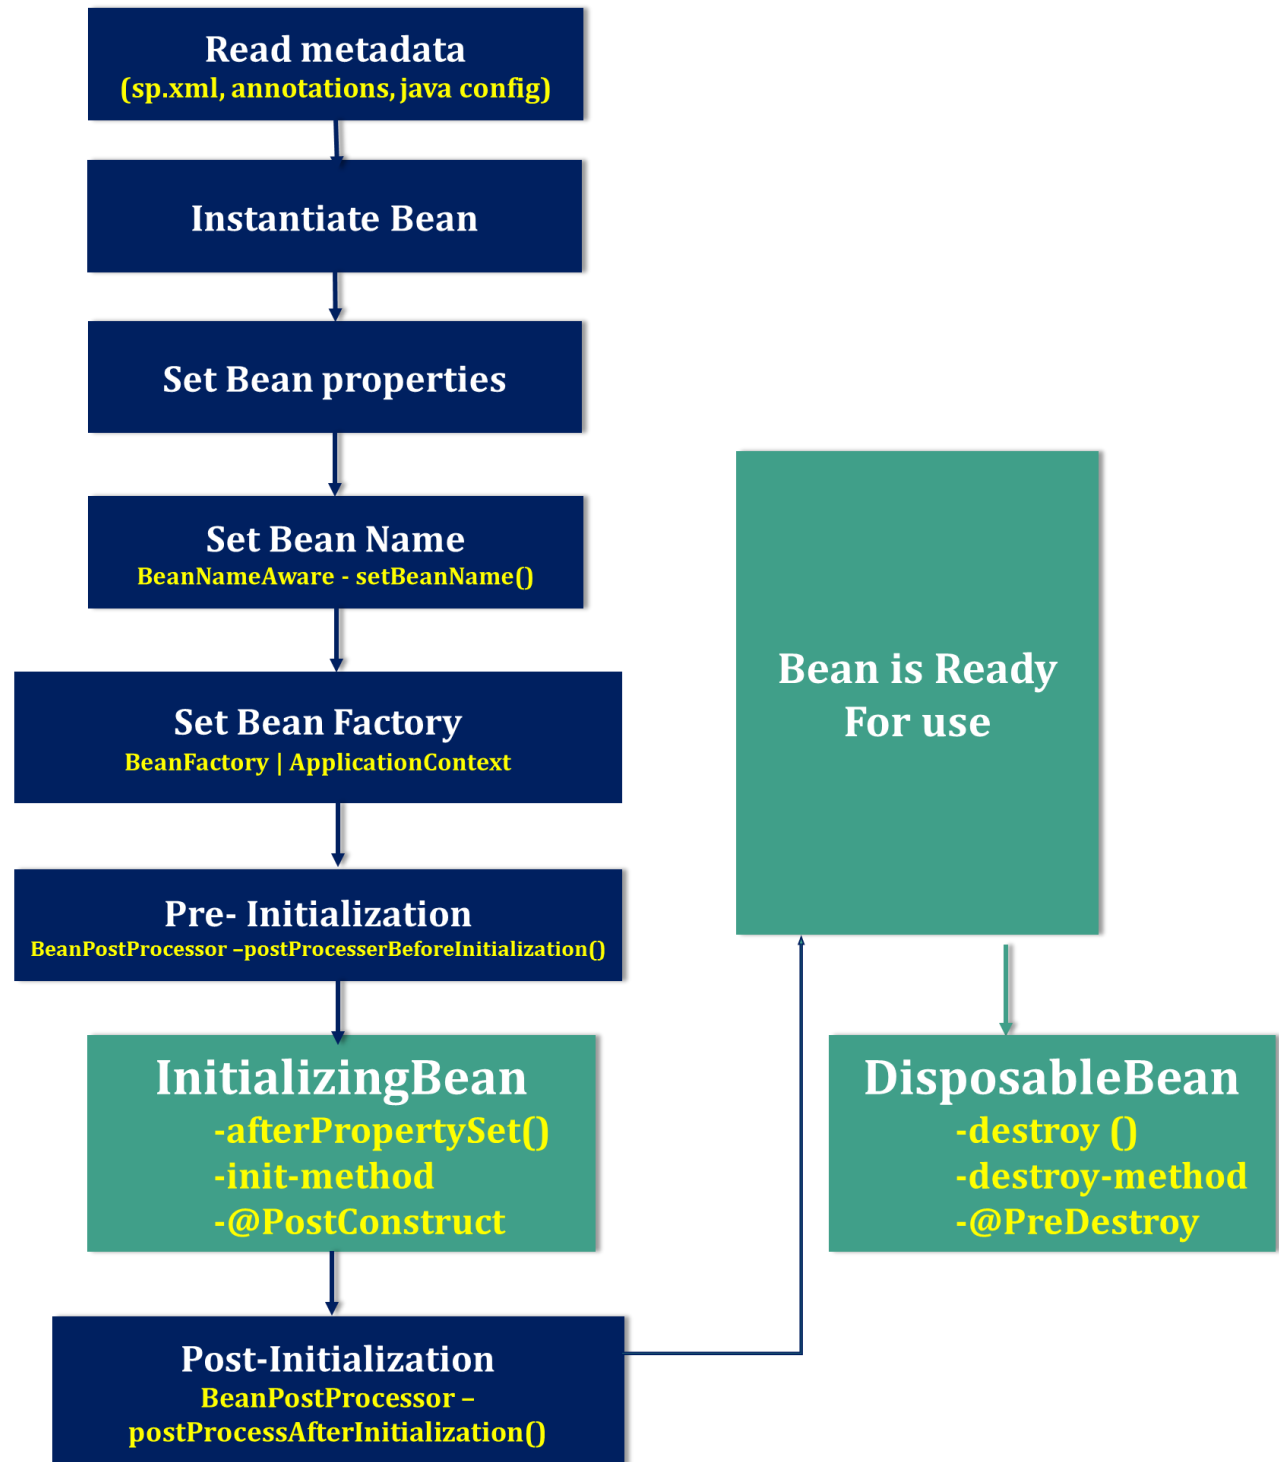 Read metadata
(sp.xml, annotations, java config)
Instantiate Bean
Set Bean properties
Set Bean Name
BeanNameAware - setBeanName()
Set Bean Factory
BeanFactory | ApplicationContext
Pre- Initialization
BeanPostProcessor –postProcesserBeforeInitialization()
InitializingBean
-afterPropertySet()
-init-method
-@PostConstruct
Post-Initialization
BeanPostProcessor –
postProcessAfterInitialization()
Bean is Ready
For use
DisposableBean
-destroy ()
-destroy-method
-@PreDestroy